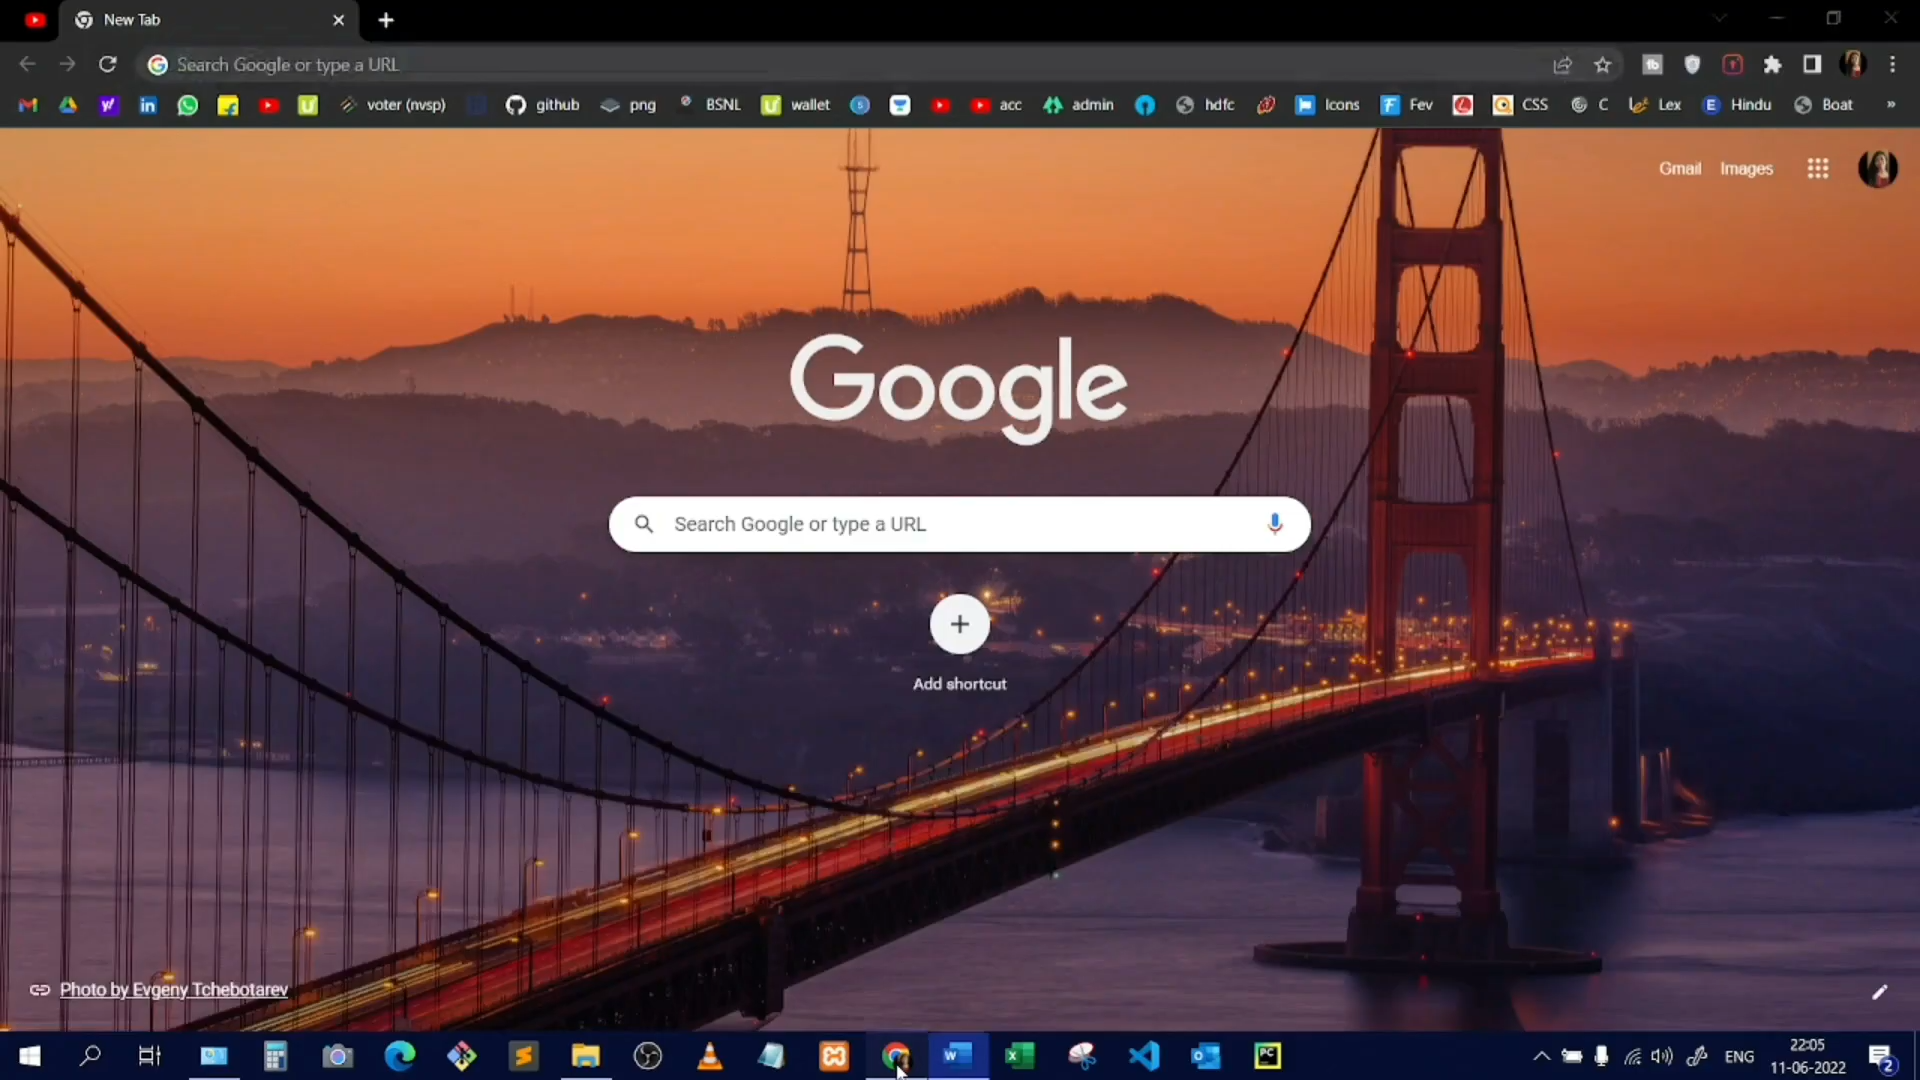 New Tab
Search Google or type a URL
voter (nvsp) github png BSNL wallet acc admin hdfc Icons Fev CSS C Lex Hindu Boat »
Gmail Images
Google
Search Google or type a URL
Add shortcut
Photo by Evgeny Tchebotarev
ENG
22:05
11-06-2022
2